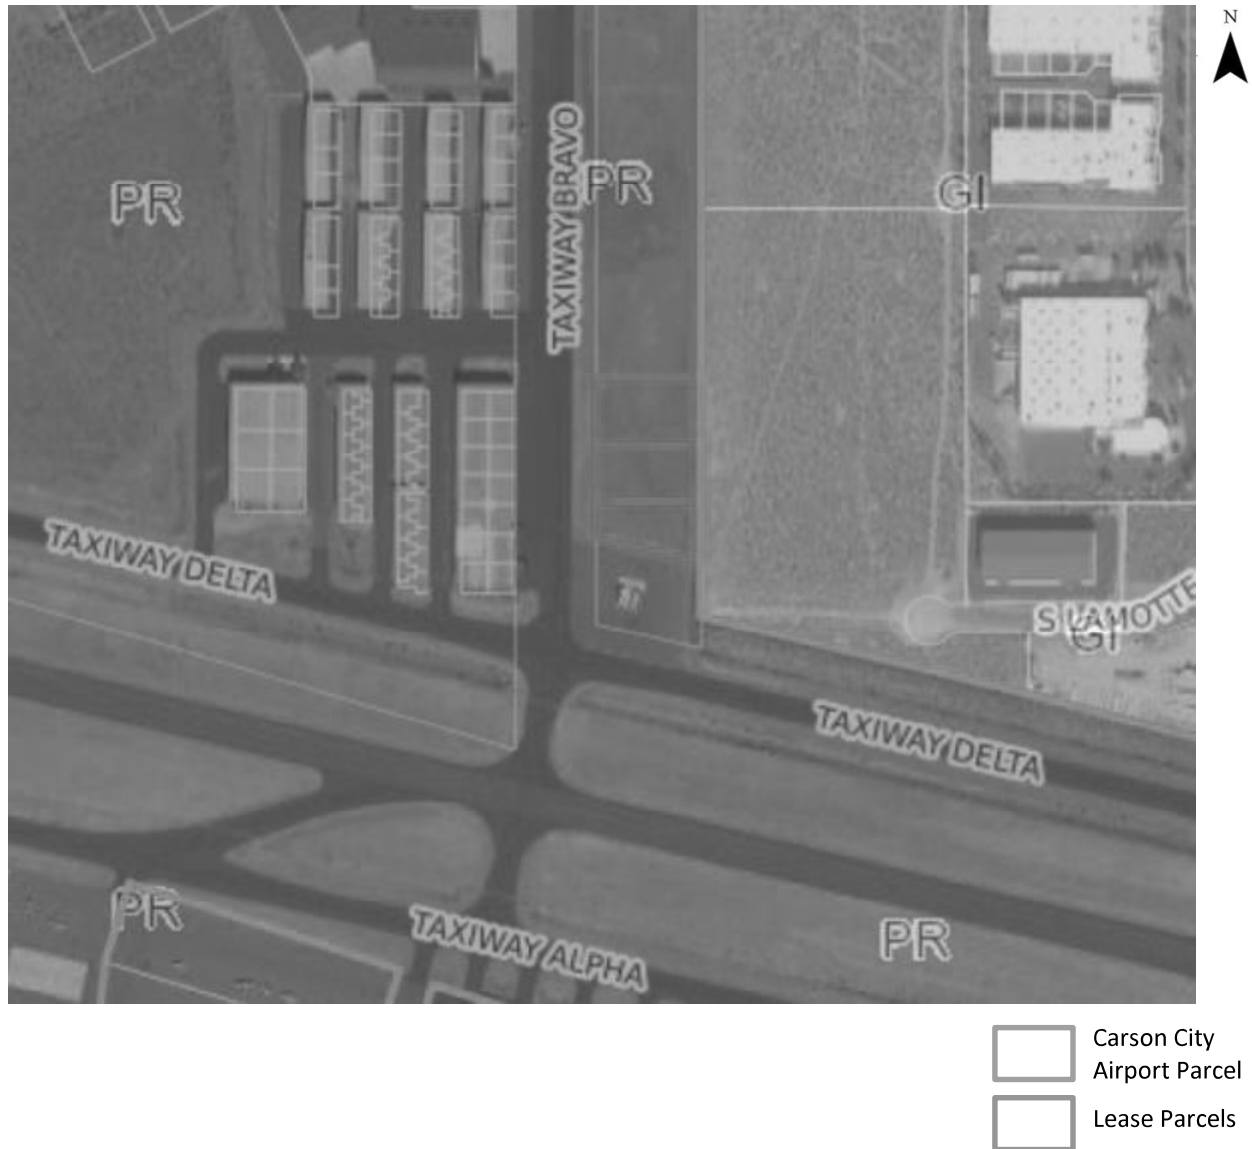 N
PR
TAXIWAY BRAVO
PR
GI
TAXIWAY DELTA
S LAMOTTE
GI
TAXIWAY DELTA
PR
TAXIWAY ALPHA
PR
Carson City
Airport Parcel
Lease Parcels